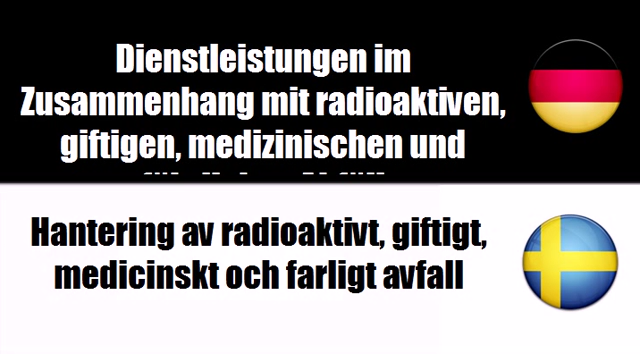 Dienstleistungen im
Zusammenhang mit radioaktiven,
giftigen, medizinischen und
Hantering av radioaktivt, giftigt,
medicinskt och farligt avfall